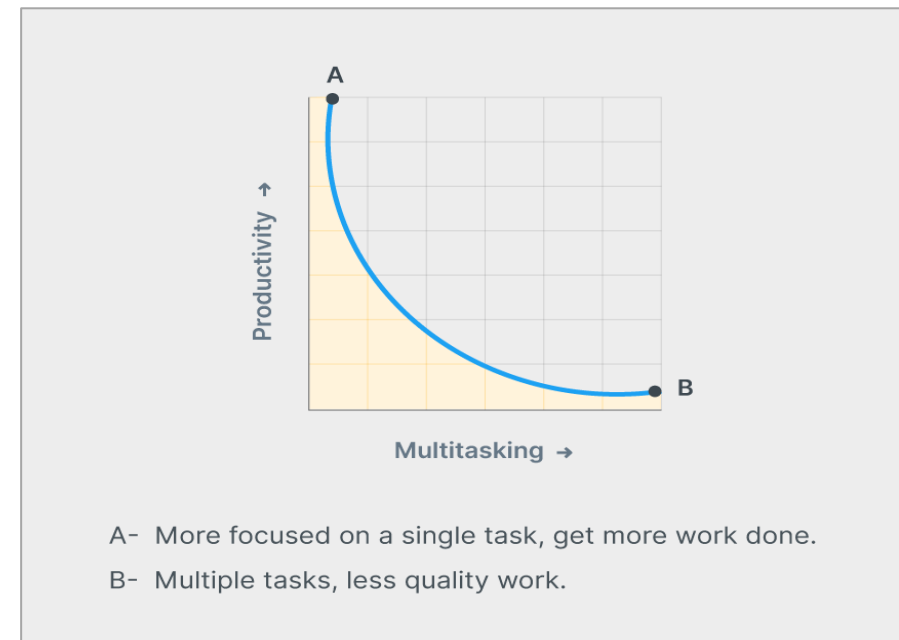 A
Productivity →
B
Multitasking →
A- More focused on a single task, get more work done.
B- Multiple tasks, less quality work.